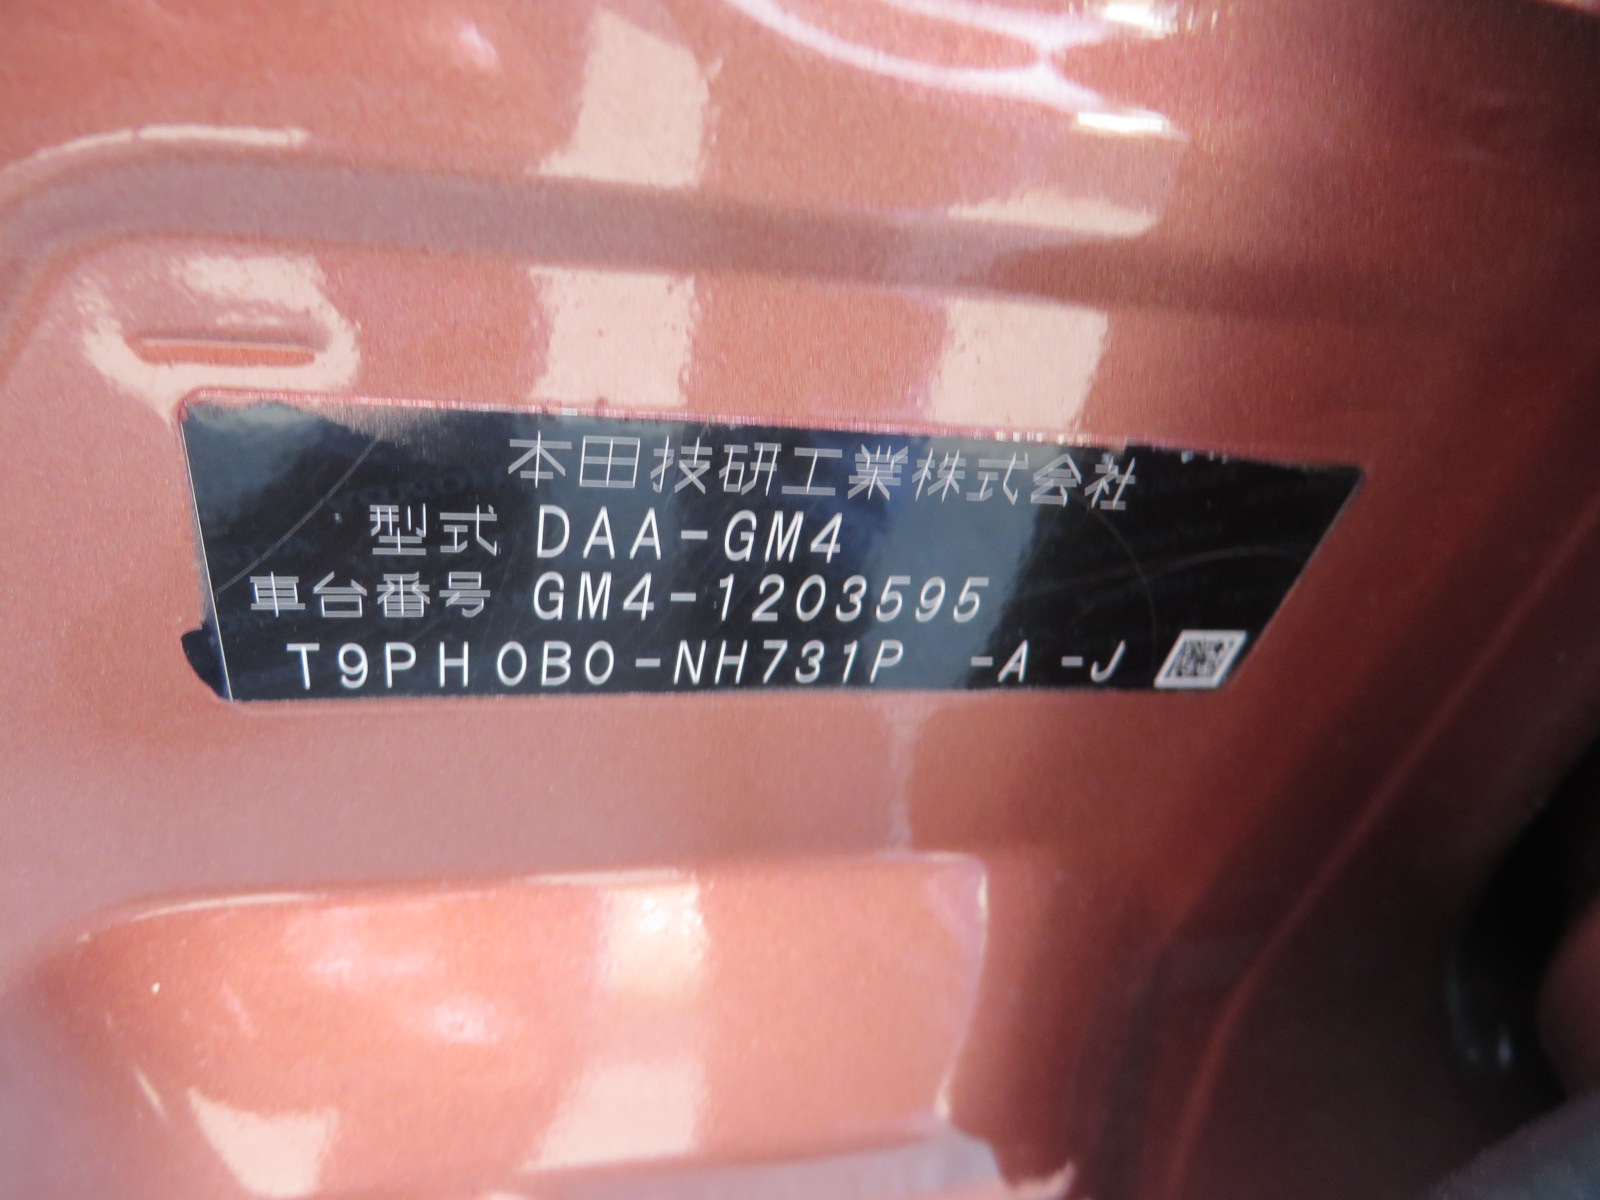 本田技研工業株式会社
型式 DAA-GM4
車台番号 GM4-1203595
T9PH0B0-NH731P -A -J